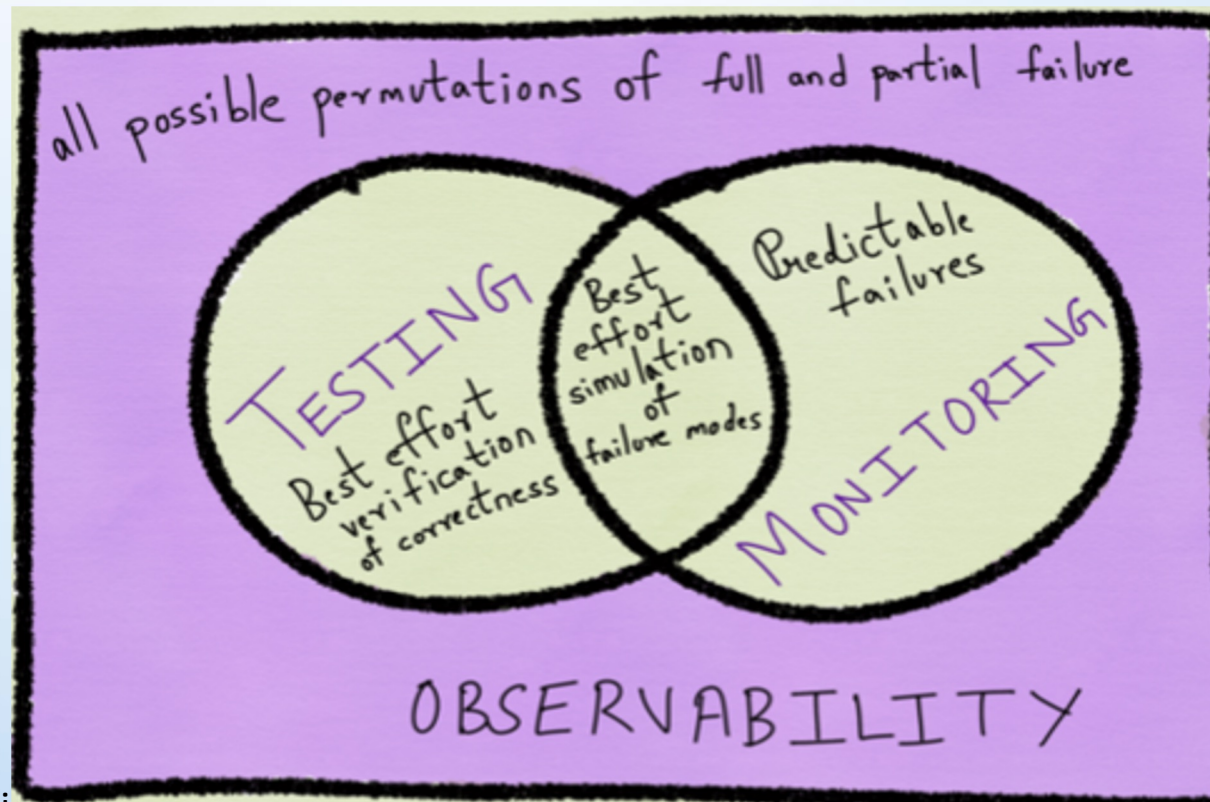 all possible permutations of full and partial failure
TESTING
Best effort
verification
of correctness
Best
effort
simulation
of
failure modes
Predictable
failures
MONITORING
OBSERVABILITY